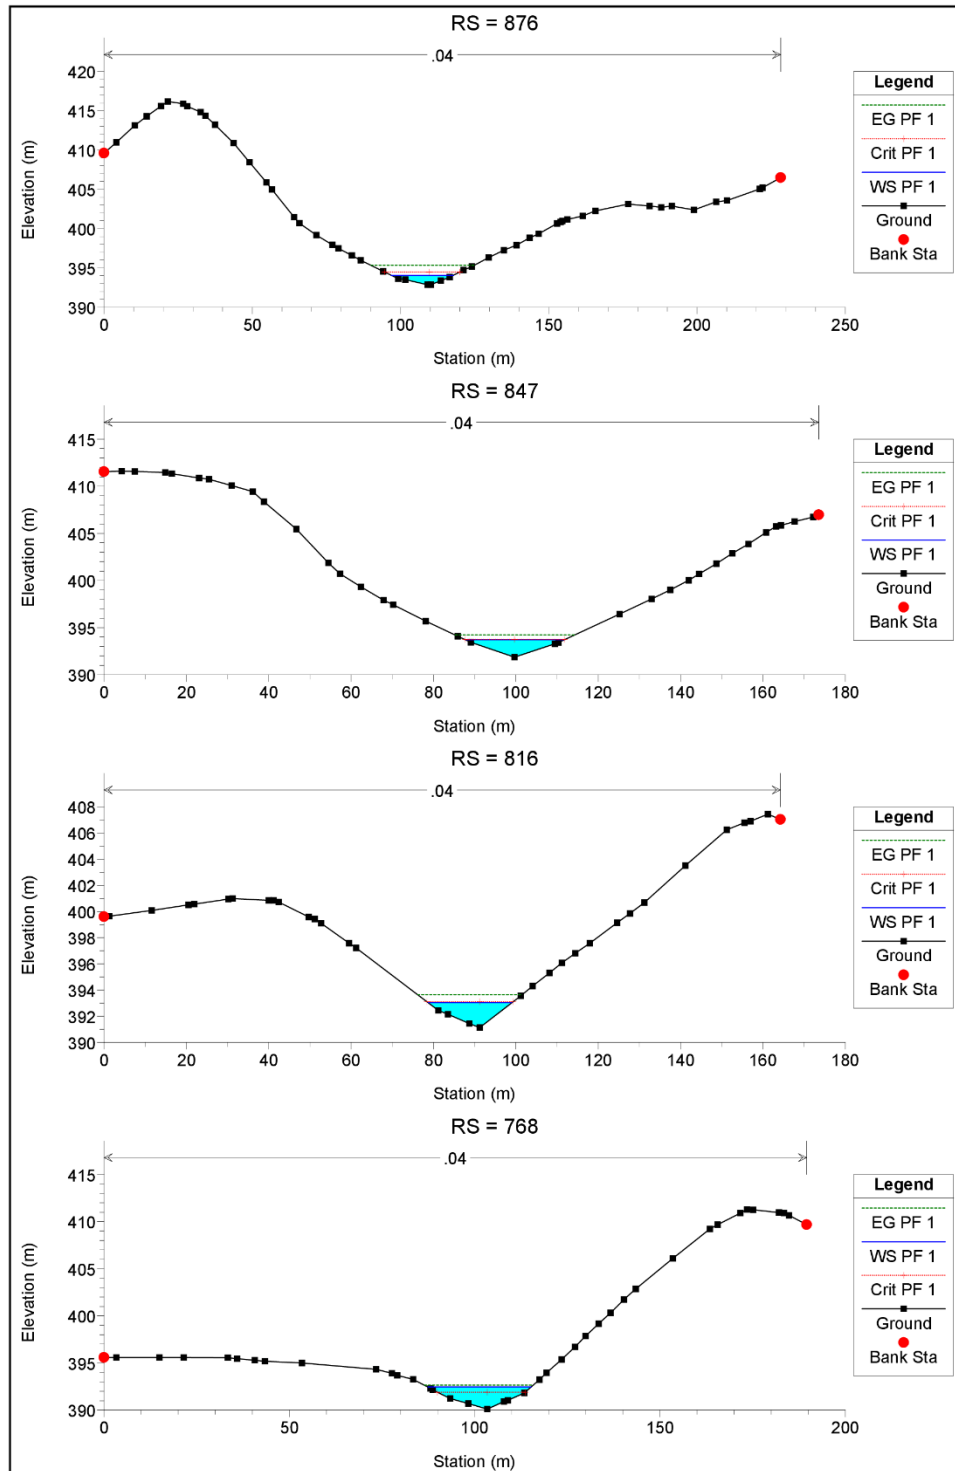 RS = 876
.04
Elevation (m)
420
415
410
405
400
395
390
0 50 100 150 200 250
Station (m)
Legend
EG PF 1
Crit PF 1
WS PF 1
Ground
Bank Sta
RS = 847
.04
Elevation (m)
415
410
405
400
395
390
0 20 40 60 80 100 120 140 160 180
Station (m)
Legend
EG PF 1
Crit PF 1
WS PF 1
Ground
Bank Sta
RS = 816
.04
Elevation (m)
408
406
404
402
400
398
396
394
392
390
0 20 40 60 80 100 120 140 160 180
Station (m)
Legend
EG PF 1
Crit PF 1
WS PF 1
Ground
Bank Sta
RS = 768
.04
Elevation (m)
415
410
405
400
395
390
0 50 100 150 200
Station (m)
Legend
EG PF 1
WS PF 1
Crit PF 1
Ground
Bank Sta